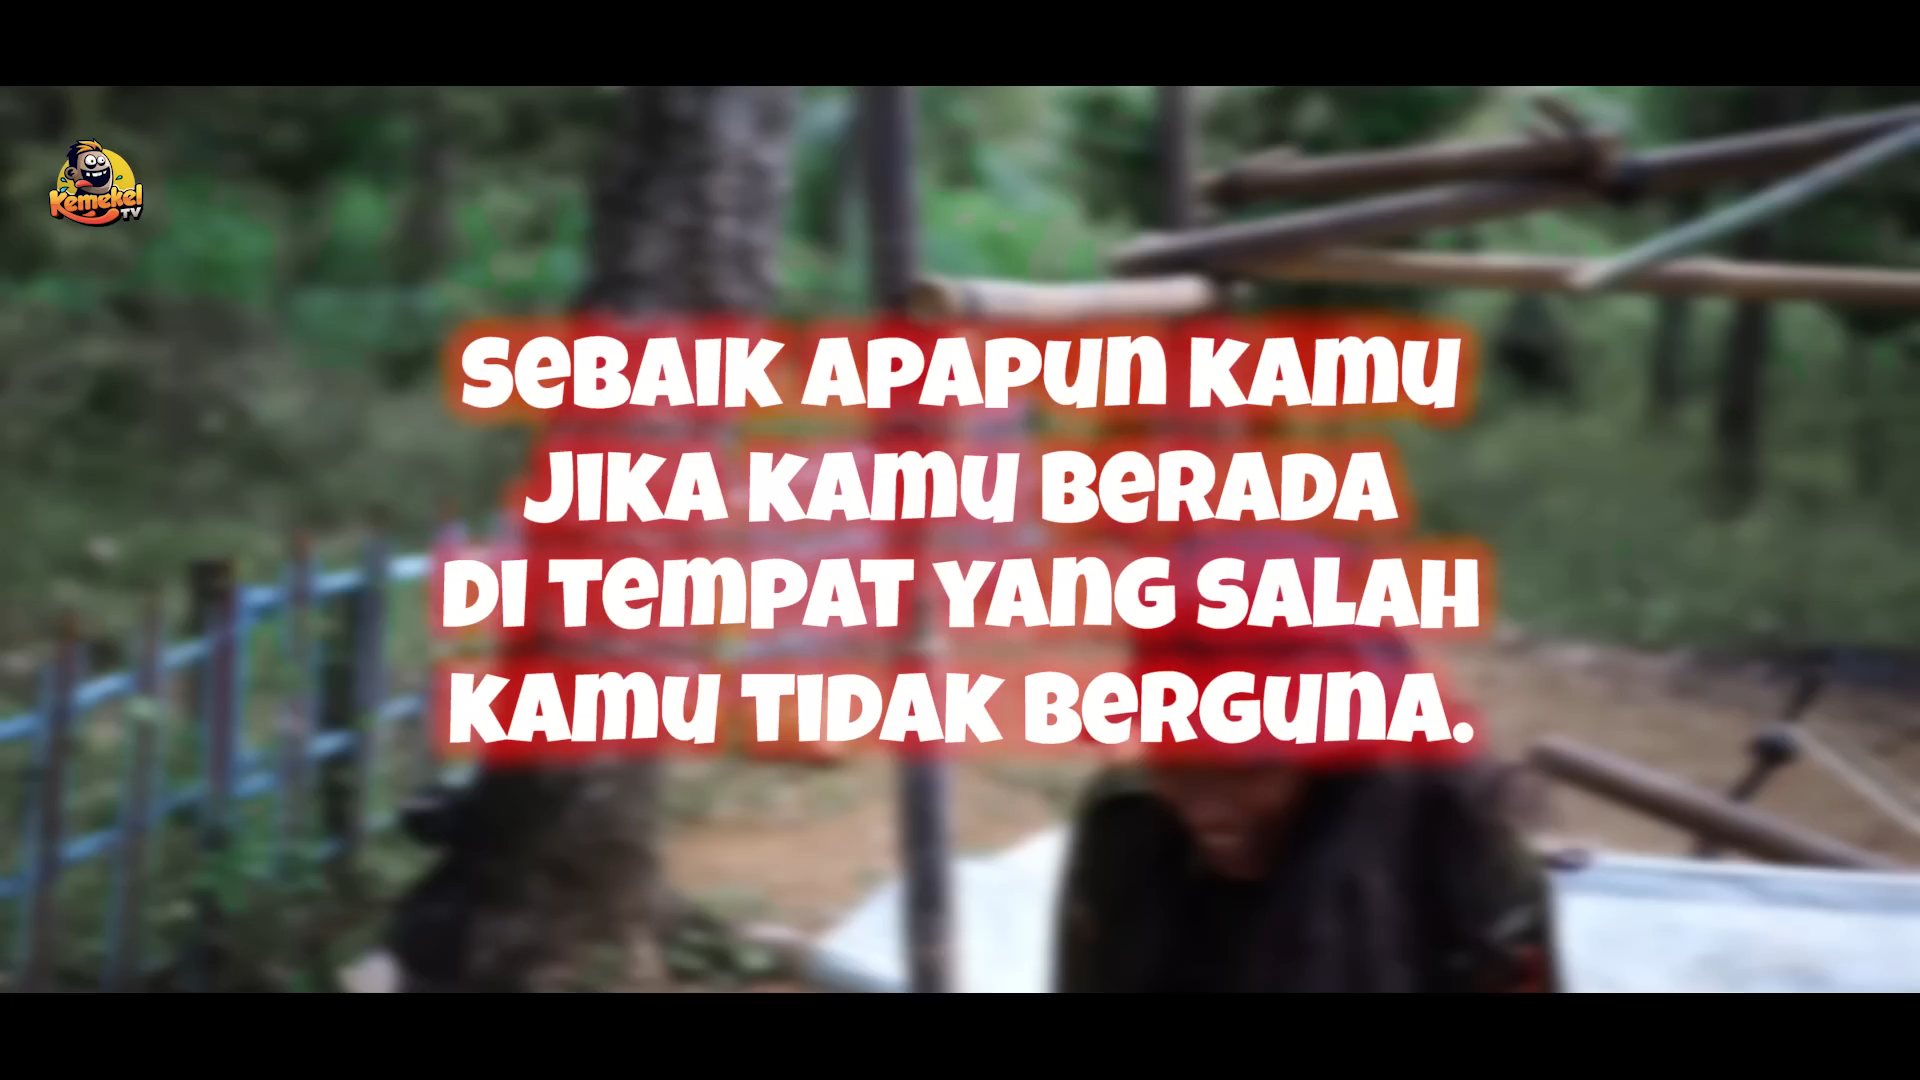 Kemekel
TV
SEBAIK APAPUN KAMU
JIKA KAMU BERADA
DI TEMPAT YANG SALAH
KAMU TIDAK BERGUNA.